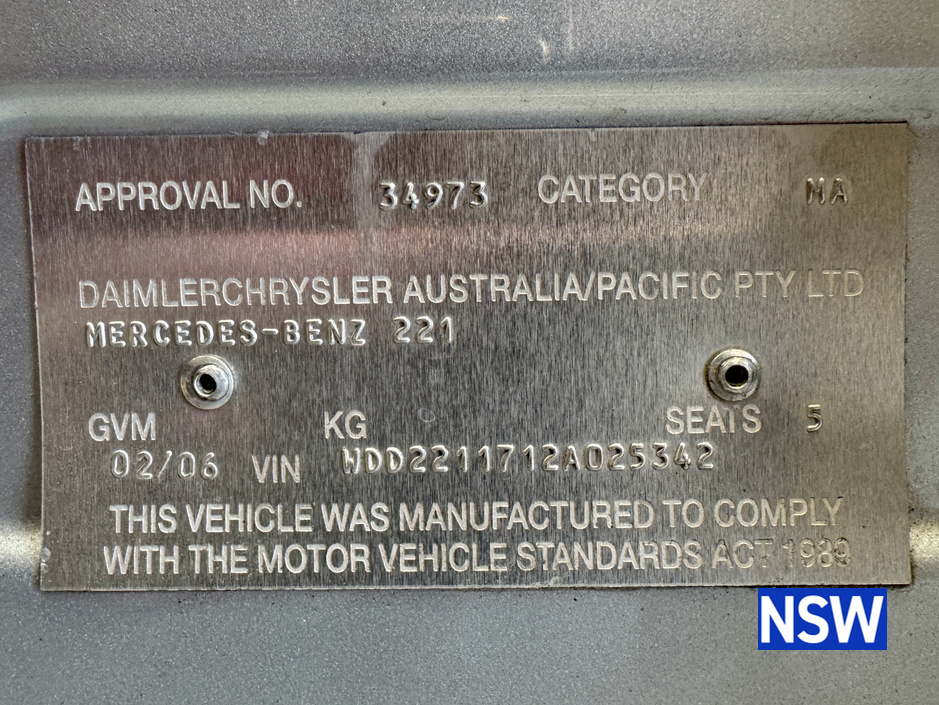 APPROVAL NO. 34973 CATEGORY MA
DAIMLERCHRYSLER AUSTRALIA/PACIFIC PTY LTD
MERCEDES-BENZ 221
GVM KG SEATS 5
02/06 VIN WDD2211712A025342
THIS VEHICLE WAS MANUFACTURED TO COMPLY
WITH THE MOTOR VEHICLE STANDARDS ACT 1989
NSW